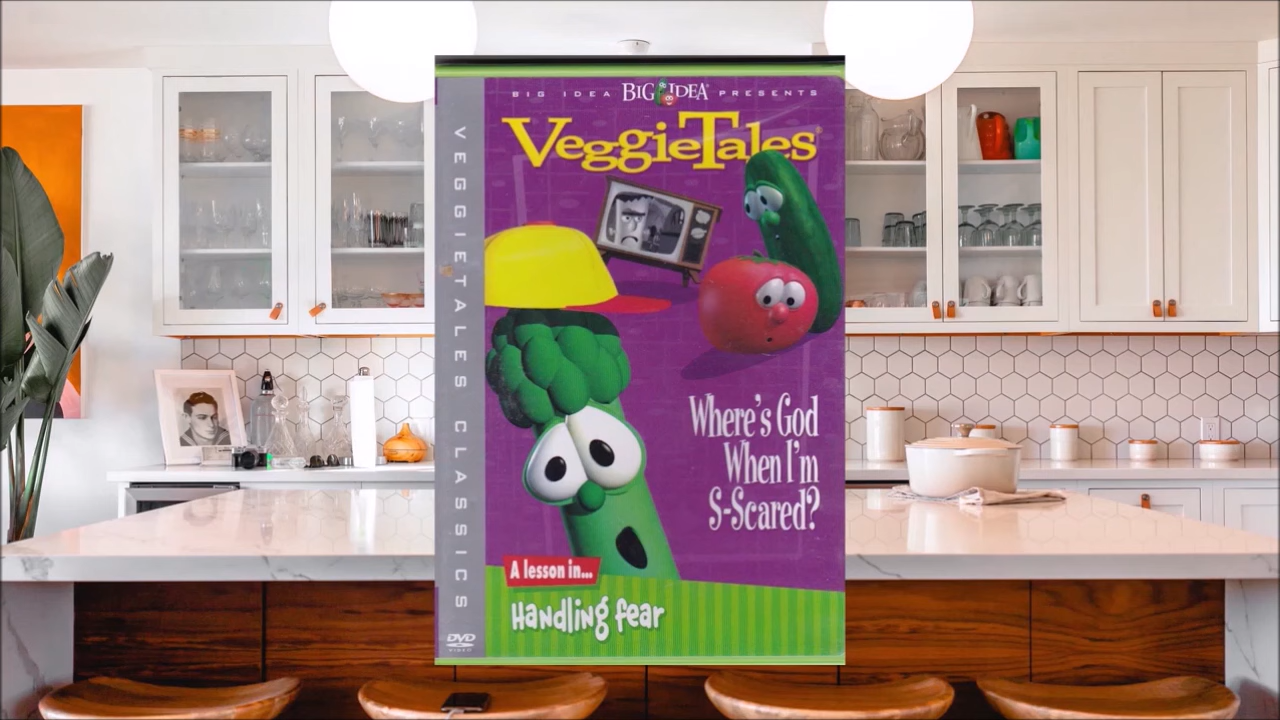 BIG IDEA BIG IDEA® PRESENTS
VeggieTales®
VEGGIETALES CLASSICS
Where's God
When I'm
S-Scared?
A lesson in...
Handling fear
DVD
VIDEO